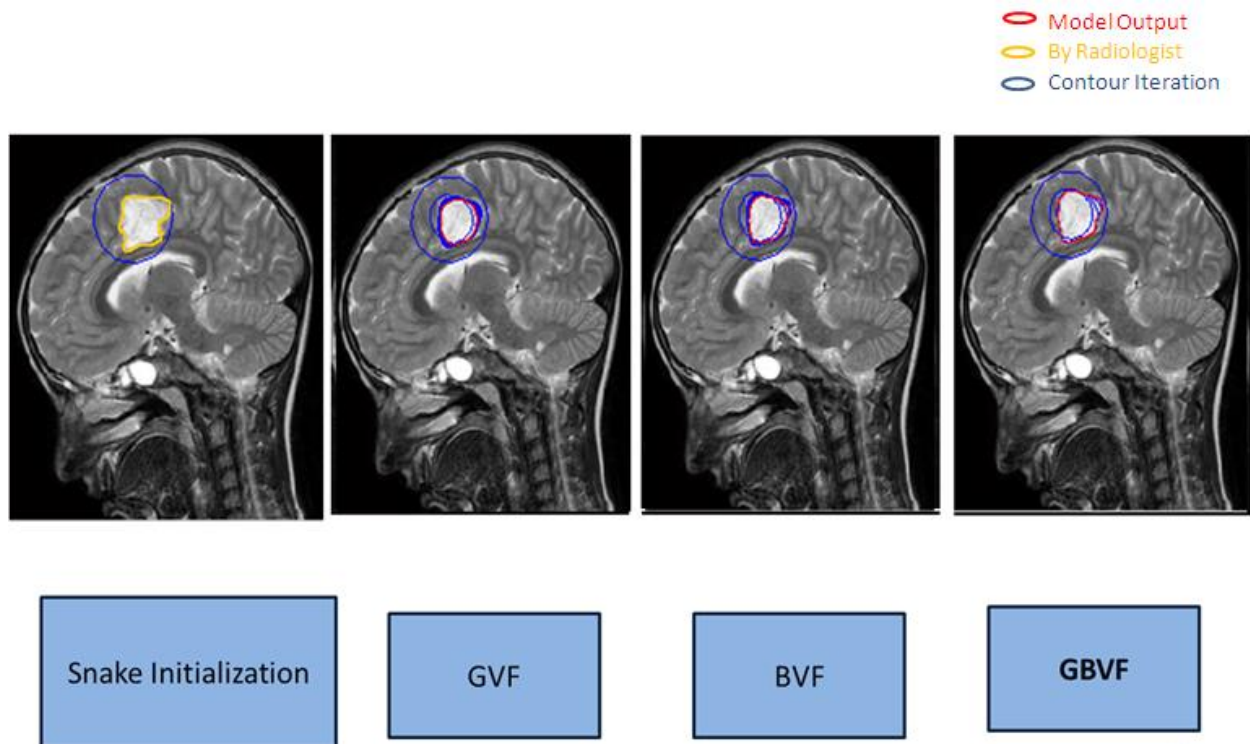 Model Output
By Radiologist
Contour Iteration
Snake Initialization
GVF
BVF
GBVF